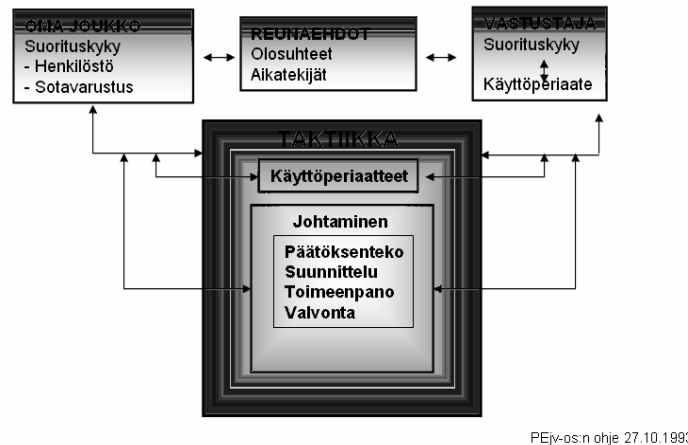 OMA JOUKKO
Suorituskyky
- Henkilöstö
- Sotavarustus
REUNAEHDOT
Olosuhteet
Aikatekijät
VASTUSTAJA
Suorituskyky
Käyttöperiaate
TAKTIIKKA
Käyttöperiaatteet
Johtaminen
Päätöksenteko
Suunnittelu
Toimeenpano
Valvonta
PEjv-os:n ohje 27.10.1993